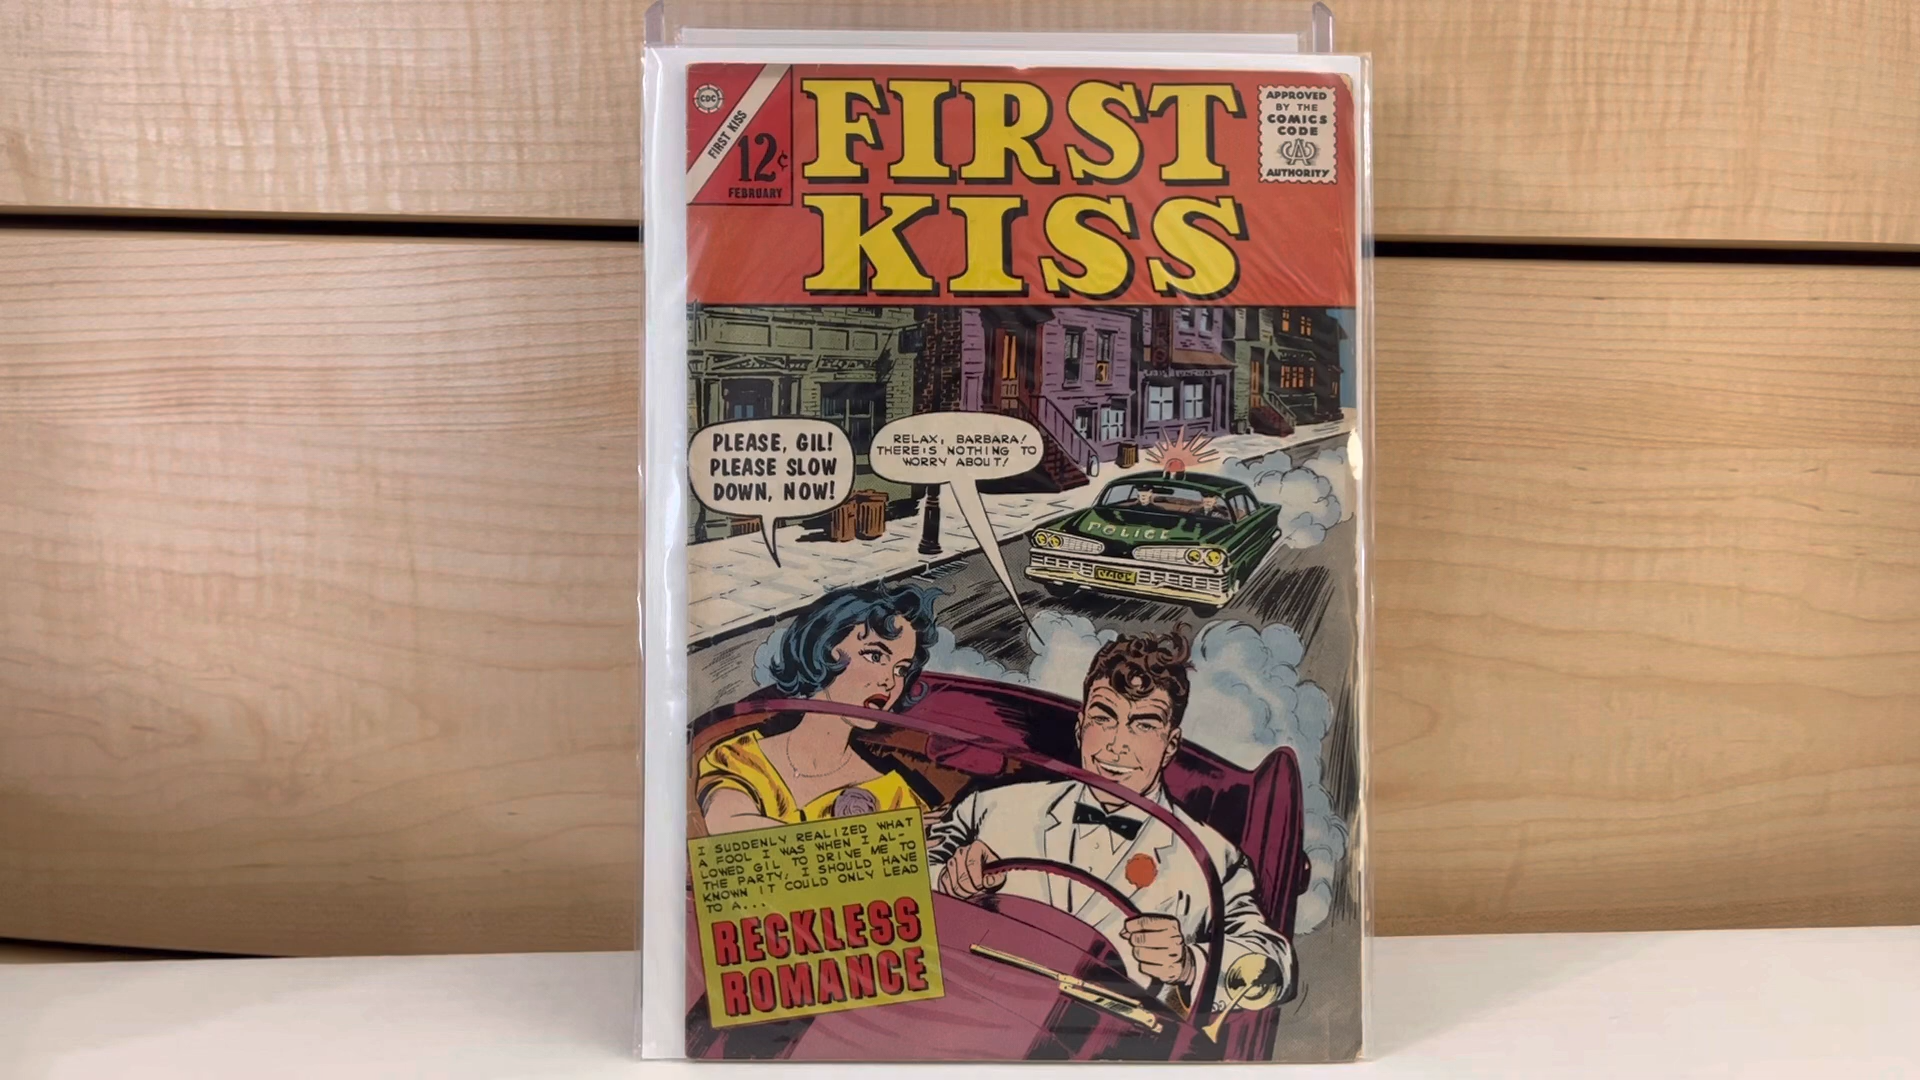 CDC
FIRST KISS
12¢
FEBRUARY
FIRST
KISS
APPROVED
BY THE
COMICS
CODE
CA
AUTHORITY
PLEASE, GIL!
PLEASE SLOW
DOWN, NOW!
RELAX, BARBARA!
THERE'S NOTHING TO
WORRY ABOUT!
POLICE
I SUDDENLY REALIZED WHAT
A FOOL I WAS WHEN I AL-
LOWED GIL TO DRIVE ME TO
THE PARTY; I SHOULD HAVE
KNOWN IT COULD ONLY LEAD
TO A...
RECKLESS
ROMANCE